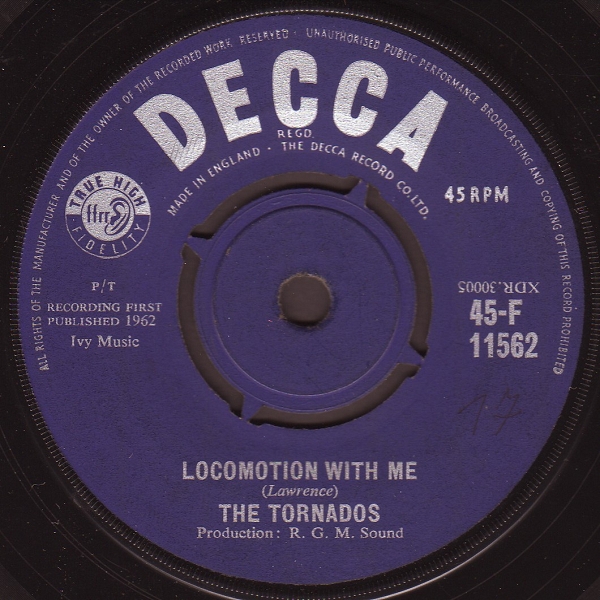 ALL RIGHTS OF THE MANUFACTURER AND OF THE OWNER OF THE RECORDED WORK RESERVED · UNAUTHORISED PUBLIC PERFORMANCE BROADCASTING AND COPYING OF THIS RECORD PROHIBITED
DECCA
REGD.
MADE IN ENGLAND · THE DECCA RECORD CO. LTD.
TRUE HIGH
ffrr
FIDELITY
45 RPM
P/T
RECORDING FIRST
PUBLISHED 1962
Ivy Music
XDR.30005
45-F
11562
17
LOCOMOTION WITH ME
(Lawrence)
THE TORNADOS
Production: R. G. M. Sound